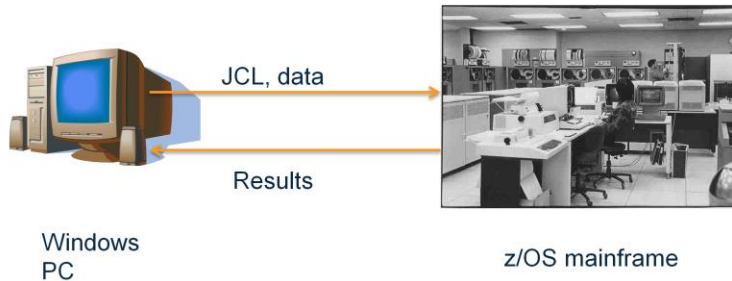 JCL, data
Results
Windows
PC
z/OS mainframe